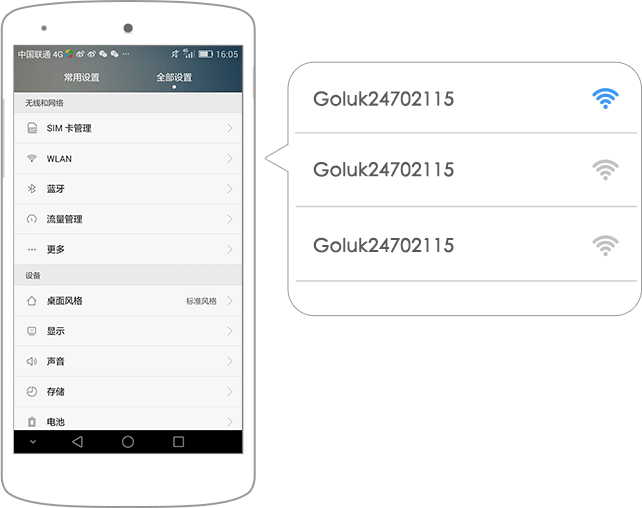 中国联通 4G ··· 4G 16:05
常用设置 全部设置
无线和网络
SIM 卡管理
WLAN
蓝牙
流量管理
更多
设备
桌面风格 标准风格
显示
声音
存储
电池
Goluk24702115
Goluk24702115
Goluk24702115